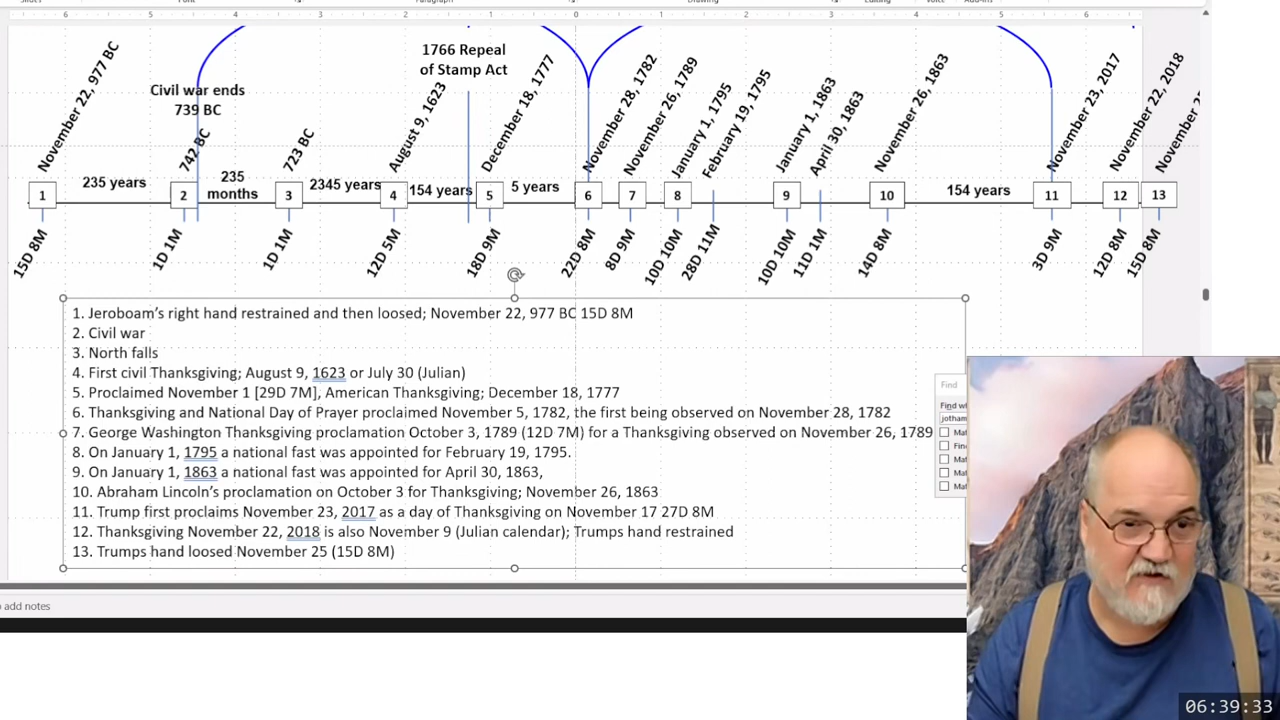 1766 Repeal
of Stamp Act
Civil war ends
739 BC
November 22, 977 BC
742 BC
723 BC
August 9, 1623
December 18, 1777
November 28, 1782
November 26, 1789
January 1, 1795
February 19, 1795
January 1, 1863
April 30, 1863
November 26, 1863
November 23, 2017
November 22, 2018
235 years
235
months
2345 years
154 years
5 years
154 years
1
2
3
4
5
6
7
8
9
10
11
12
13
15D 8M
1D 1M
1D 1M
12D 5M
18D 9M
22D 8M
8D 9M
10D 10M
28D 11M
10D 10M
11D 1M
14D 8M
3D 9M
12D 8M
15D 8M
1. Jeroboam's right hand restrained and then loosed; November 22, 977 BC 15D 8M
2. Civil war
3. North falls
4. First civil Thanksgiving; August 9, 1623 or July 30 (Julian)
5. Proclaimed November 1 [29D 7M], American Thanksgiving; December 18, 1777
6. Thanksgiving and National Day of Prayer proclaimed November 5, 1782, the first being observed on November 28, 1782
7. George Washington Thanksgiving proclamation October 3, 1789 (12D 7M) for a Thanksgiving observed on November 26, 1789
8. On January 1, 1795 a national fast was appointed for February 19, 1795.
9. On January 1, 1863 a national fast was appointed for April 30, 1863,
10. Abraham Lincoln's proclamation on October 3 for Thanksgiving; November 26, 1863
11. Trump first proclaims November 23, 2017 as a day of Thanksgiving on November 17 27D 8M
12. Thanksgiving November 22, 2018 is also November 9 (Julian calendar); Trumps hand restrained
13. Trumps hand loosed November 25 (15D 8M)
Find
jotham
add notes
06:39:33